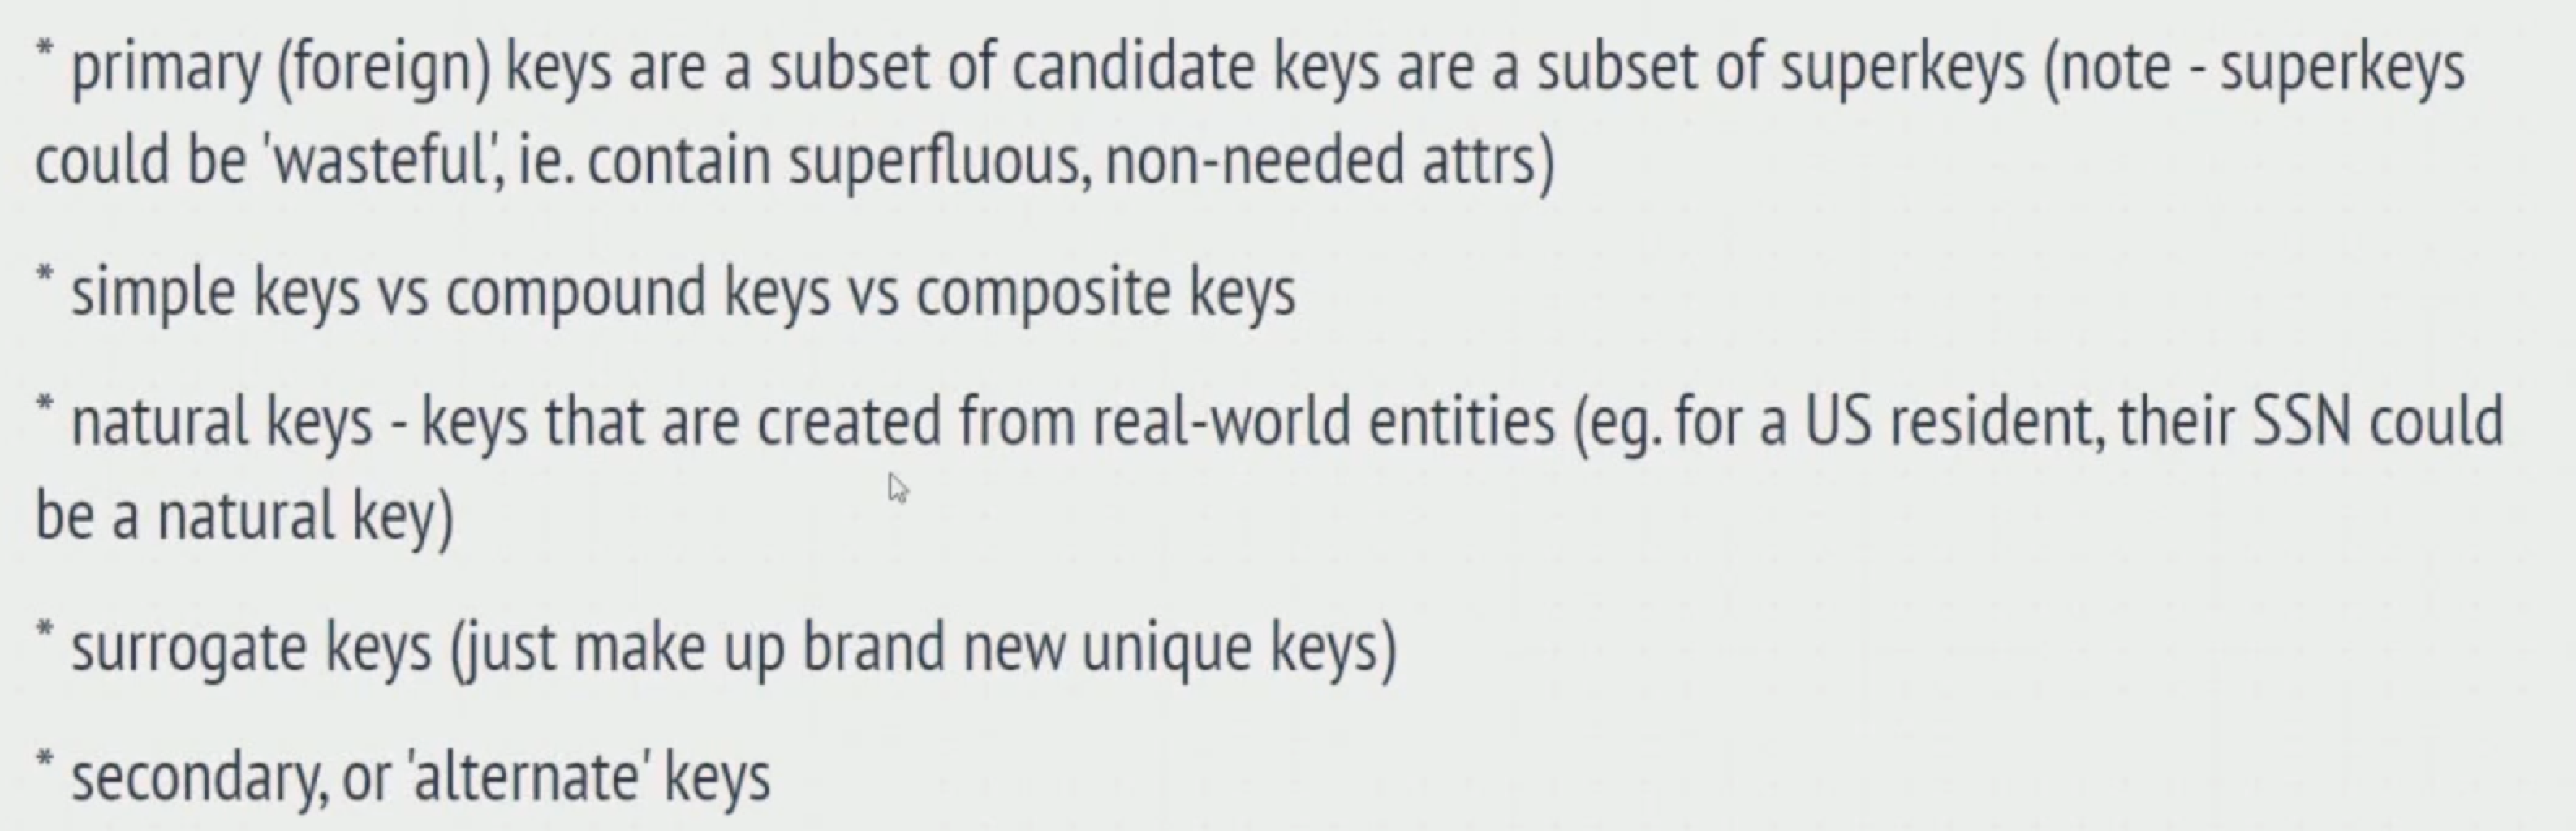 * primary (foreign) keys are a subset of candidate keys are a subset of superkeys (note - superkeys
could be 'wasteful', ie. contain superfluous, non-needed attrs)
* simple keys vs compound keys vs composite keys
* natural keys - keys that are created from real-world entities (eg. for a US resident, their SSN could
be a natural key)
* surrogate keys (just make up brand new unique keys)
* secondary, or 'alternate' keys